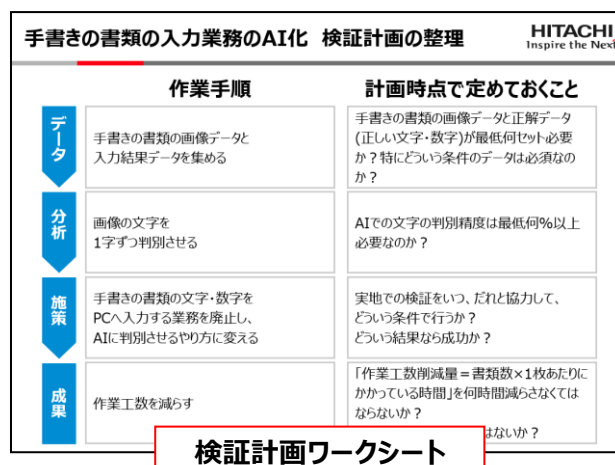 手書きの書類の入力業務のAI化 検証計画の整理
HITACHI
Inspire the Next
作業手順
計画時点で定めておくこと
データ
手書きの書類の画像データと
入力結果データを集める
手書きの書類の画像データと正解データ
(正しい文字・数字)が最低何セット必要
か？特にどういう条件のデータは必須なの
か？
分析
画像の文字を
1字ずつ判別させる
AIでの文字の判別精度は最低何%以上
必要なのか？
施策
手書きの書類の文字・数字を
PCへ入力する業務を廃止し、
AIに判別させるやり方に変える
実地での検証をいつ、だれと協力して、
どういう条件で行うか？
どういう結果なら成功か？
成果
作業工数を減らす
「作業工数削減量＝書類数×1枚あたりに
かかっている時間」を何時間減らさなくては
ならないか？
はないか？
検証計画ワークシート